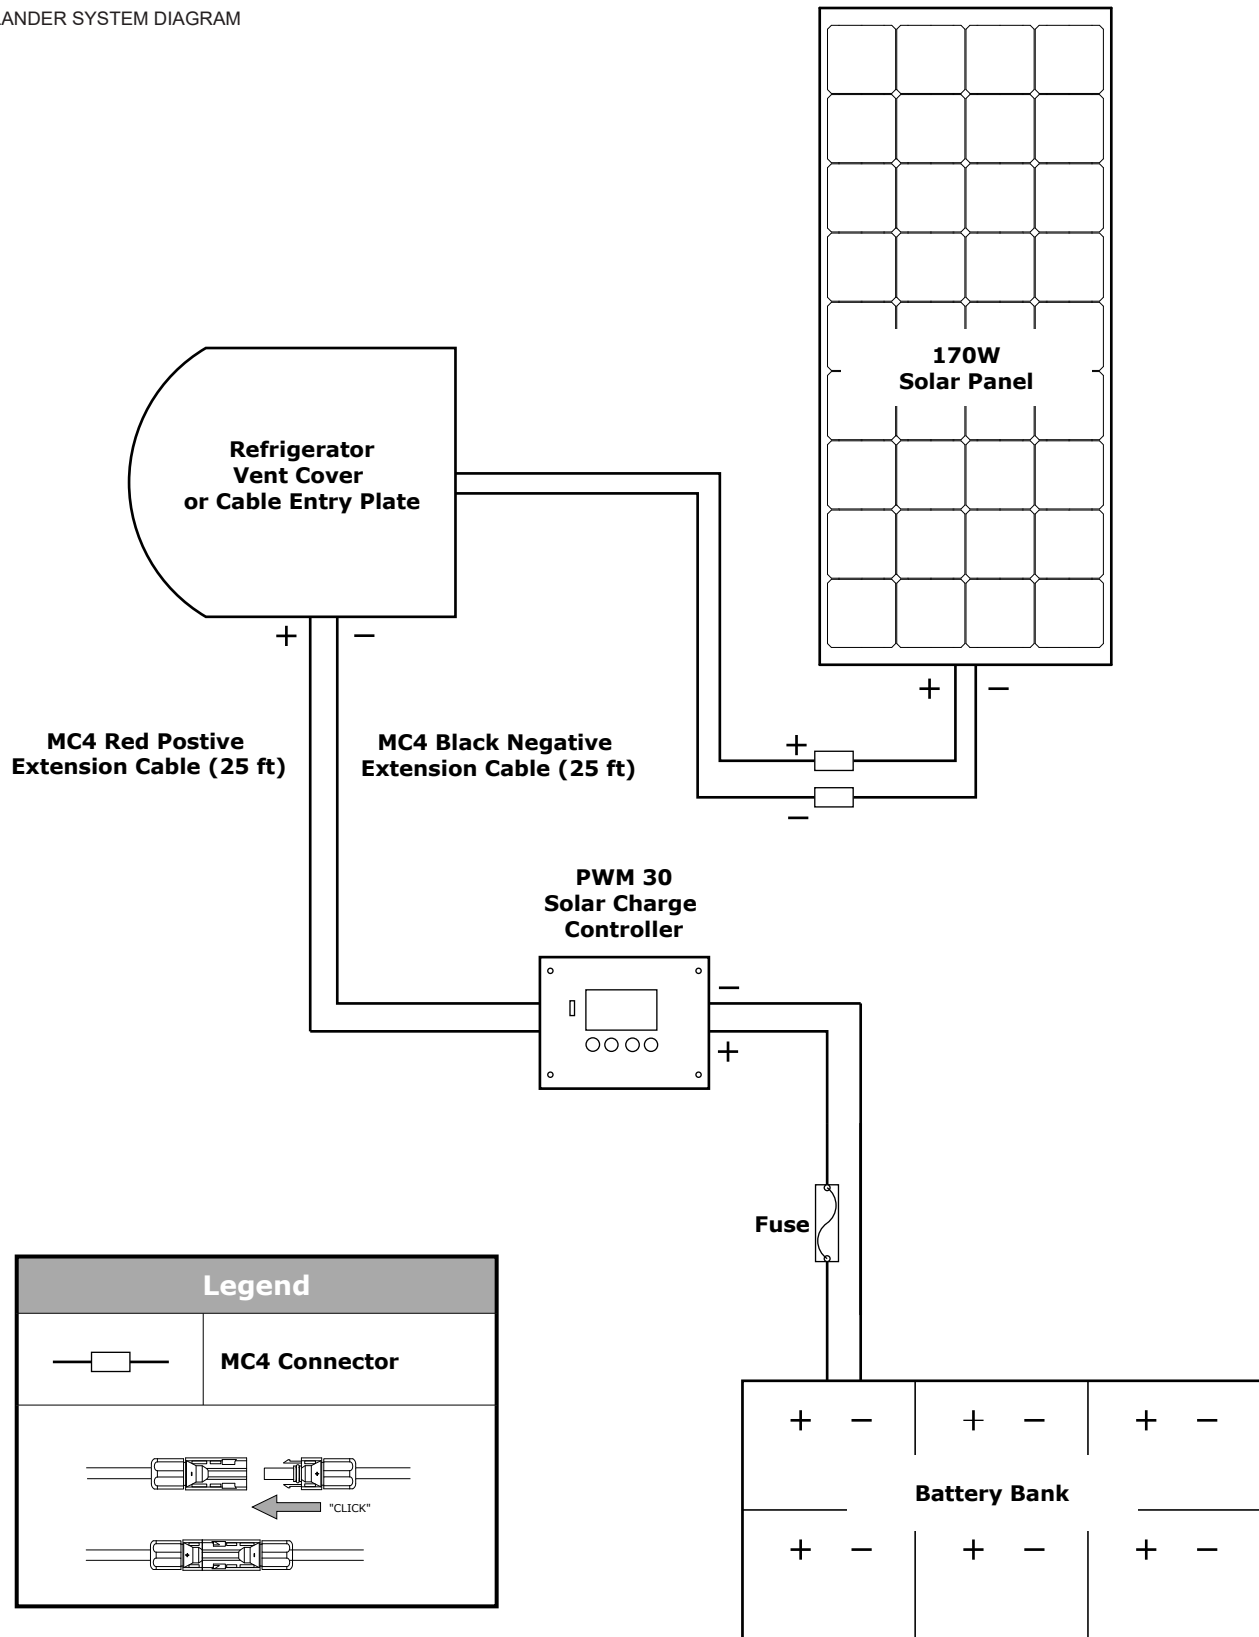 ANDER SYSTEM DIAGRAM
170W
Solar Panel
Refrigerator
Vent Cover
or Cable Entry Plate
+ −
+ −
MC4 Red Postive
Extension Cable (25 ft)
MC4 Black Negative
Extension Cable (25 ft)
+
−
PWM 30
Solar Charge
Controller
−
+
Fuse
Legend
MC4 Connector
"CLICK"
+ − + − + −
Battery Bank
+ − + − + −